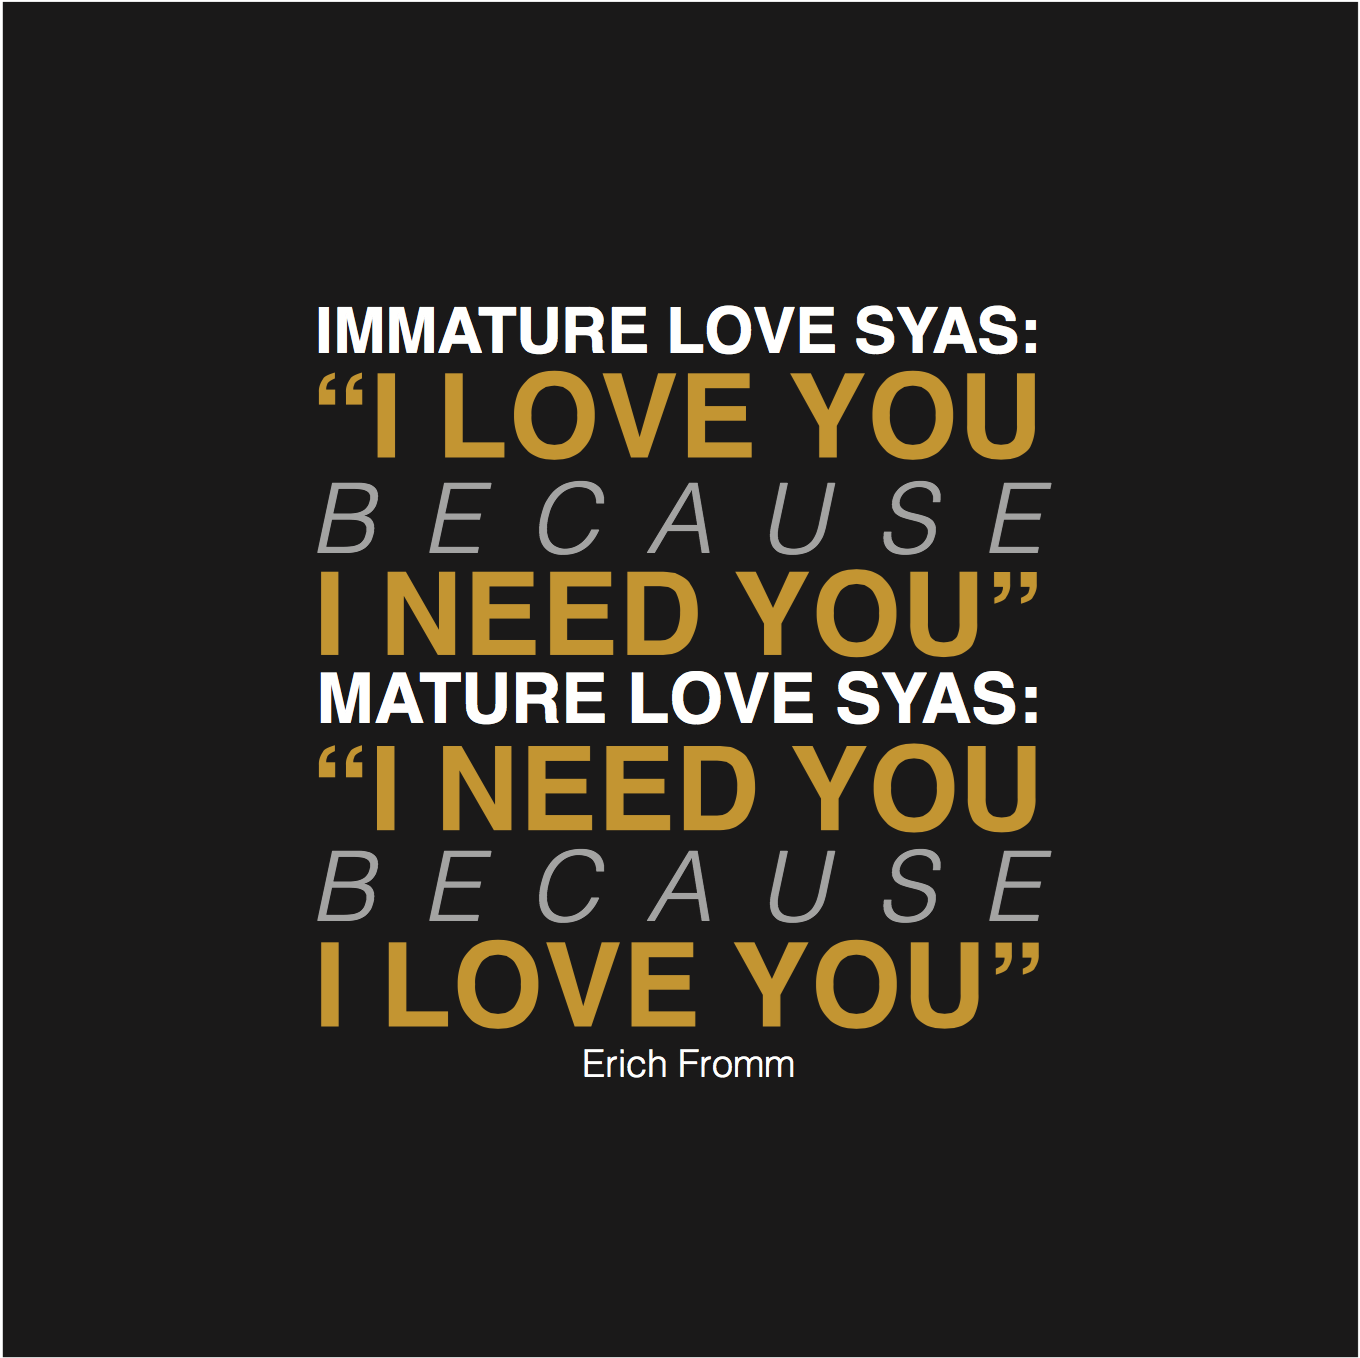 IMMATURE LOVE SYAS:
“I LOVE YOU
BECAUSE
I NEED YOU”
MATURE LOVE SYAS:
“I NEED YOU
BECAUSE
I LOVE YOU”
Erich Fromm